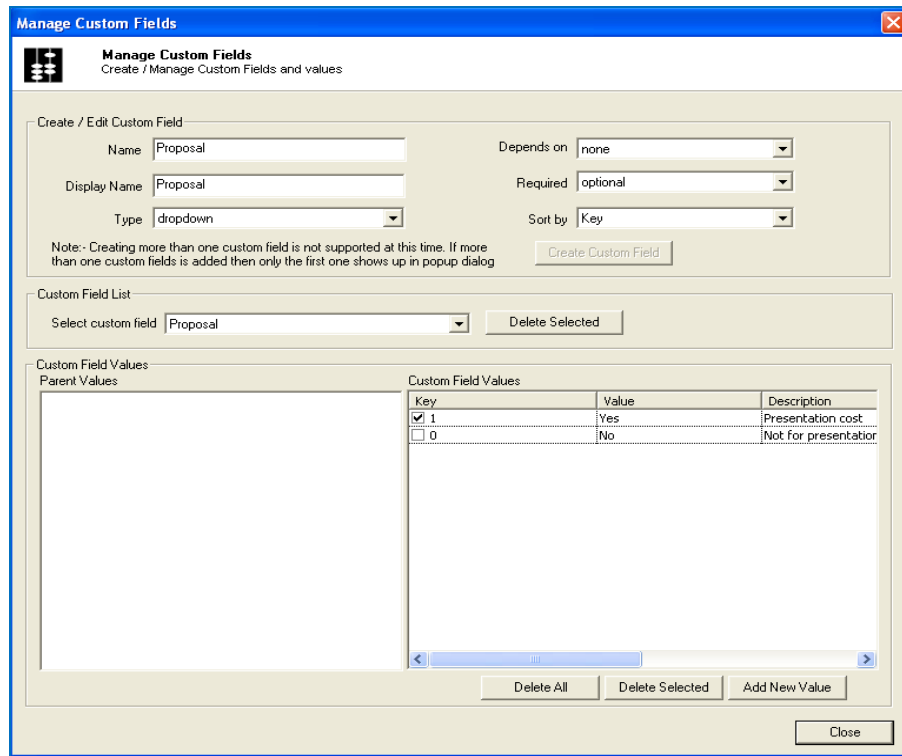 Manage Custom Fields
Manage Custom Fields
Create / Manage Custom Fields and values
Create / Edit Custom Field
Name Proposal Depends on none
Display Name Proposal Required optional
Type dropdown Sort by Key
Note:- Creating more than one custom field is not supported at this time. If more
than one custom fields is added then only the first one shows up in popup dialog
Create Custom Field
Custom Field List
Select custom field Proposal Delete Selected
Custom Field Values
Parent Values Custom Field Values
Key Value Description
1 Yes Presentation cost
0 No Not for presentation
Delete All Delete Selected Add New Value
Close